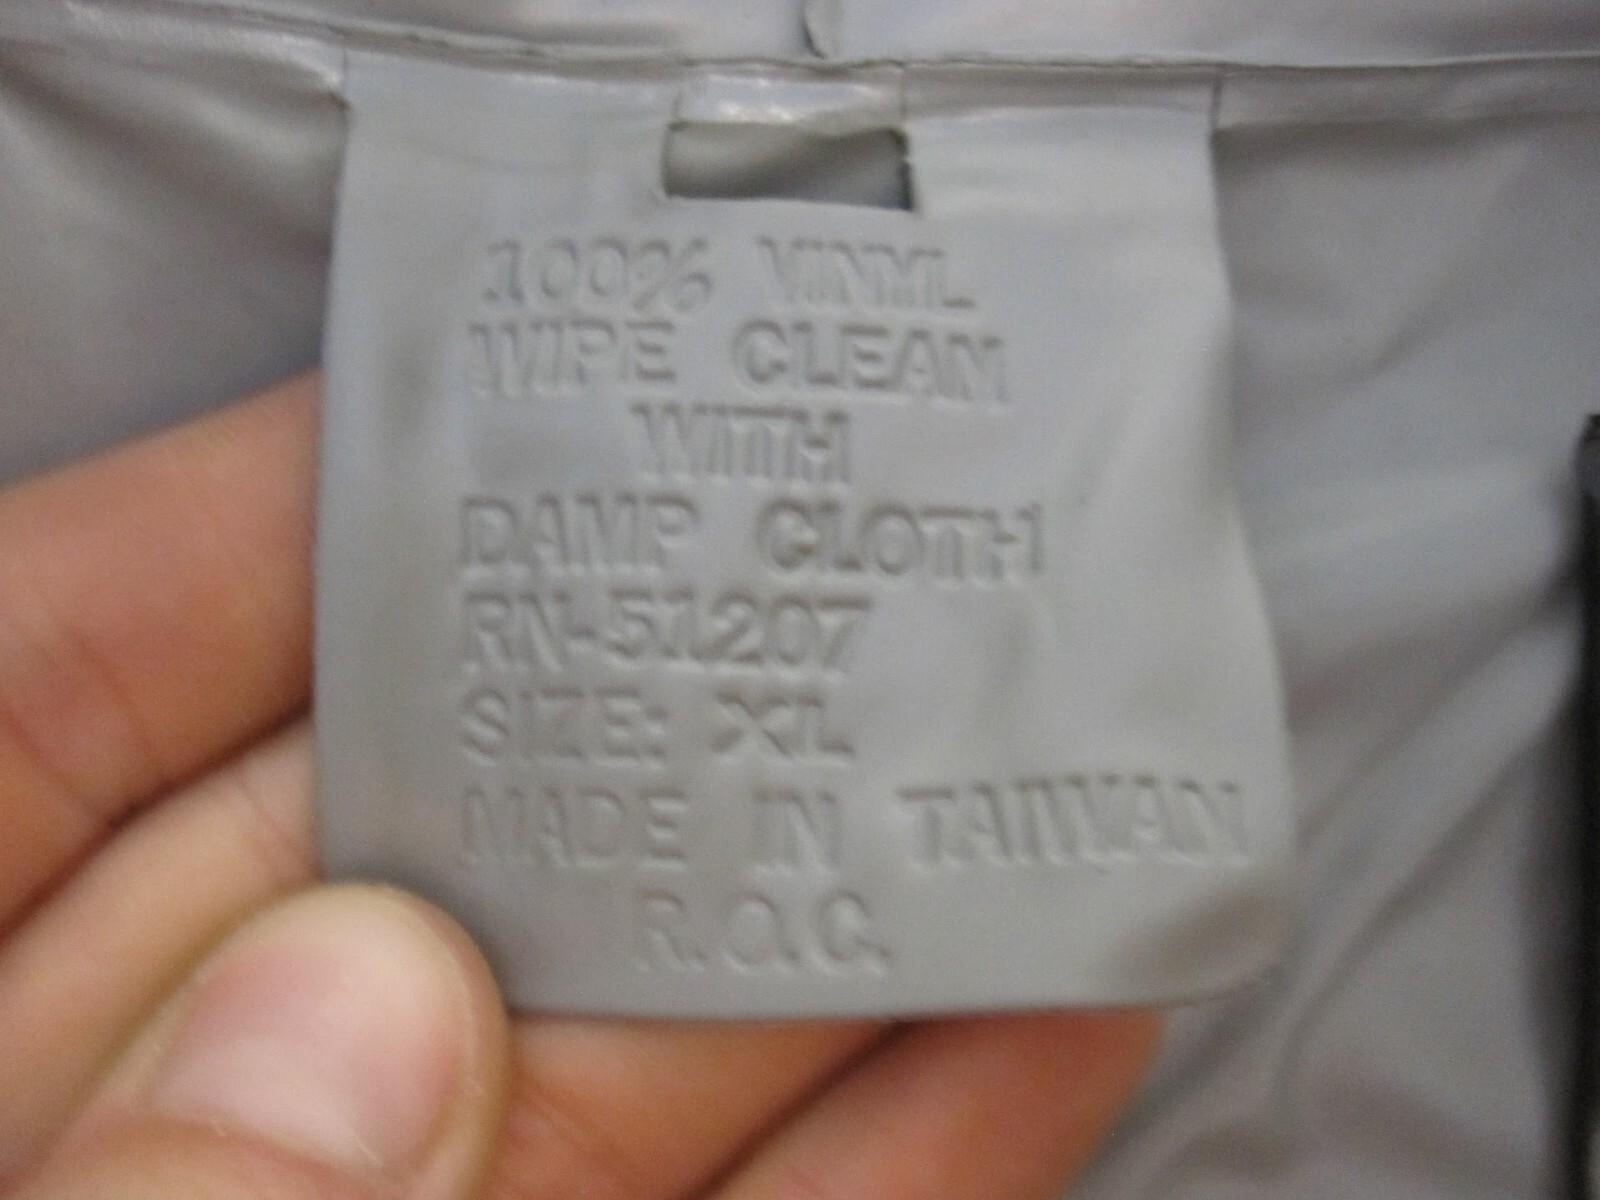 100% VINYL
WIPE CLEAN
WITH
DAMP CLOTH
RN-51207
SIZE: XL
MADE IN TAIWAN
R.O.C.